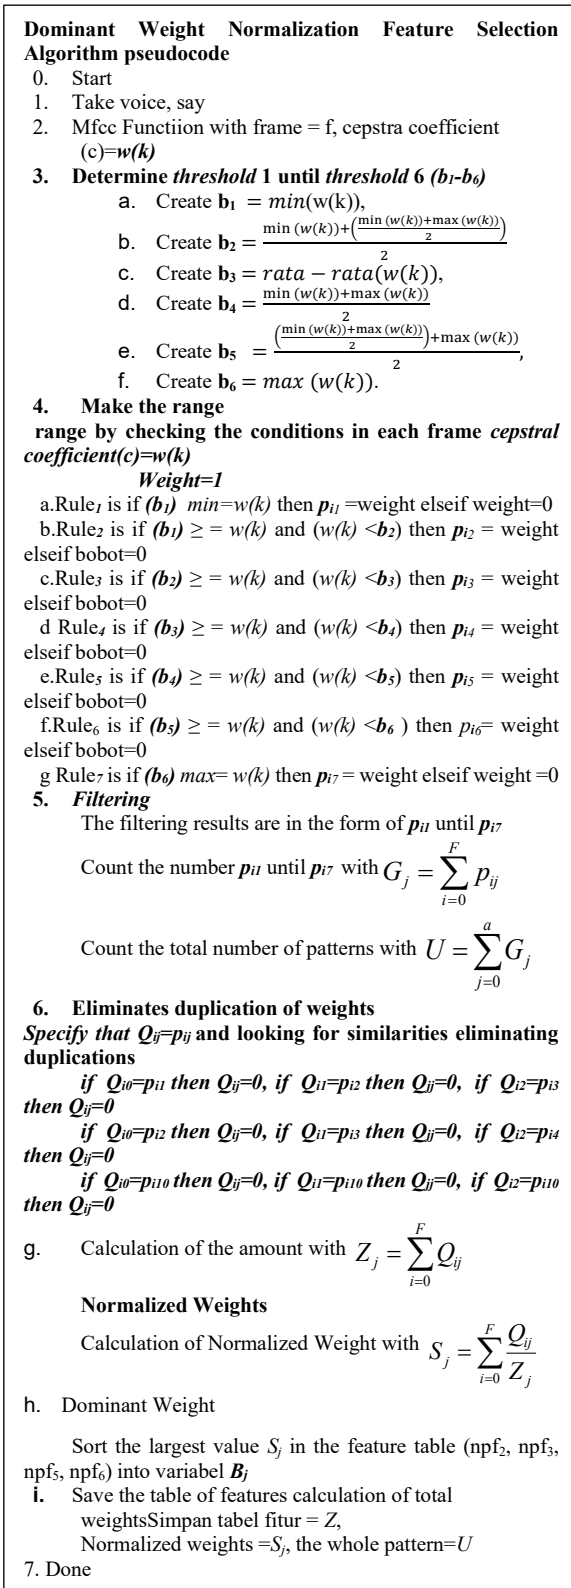 Dominant Weight Normalization Feature Selection
Algorithm pseudocode
0. Start
1. Take voice, say
2. Mfcc Functiion with frame = f, cepstra coefficient
(c)=w(k)
3. Determine threshold 1 until threshold 6 (b₁-b₆)
a. Create b₁ = min(w(k)),
b. Create b₂ = (min (w(k))+((min (w(k))+max (w(k)))/2))/2
c. Create b₃ = rata − rata(w(k)),
d. Create b₄ = (min (w(k))+max (w(k)))/2
e. Create b₅ = (((min (w(k))+max (w(k)))/2)+max (w(k)))/2,
f. Create b₆ = max (w(k)).
4. Make the range
range by checking the conditions in each frame cepstral
coefficient(c)=w(k)
Weight=1
a.Rule₁ is if (b₁) min=w(k) then pᵢ₁ =weight elseif weight=0
b.Rule₂ is if (b₁) ≥ = w(k) and (w(k) <b₂) then pᵢ₂ = weight
elseif bobot=0
c.Rule₃ is if (b₂) ≥ = w(k) and (w(k) <b₃) then pᵢ₃ = weight
elseif bobot=0
d Rule₄ is if (b₃) ≥ = w(k) and (w(k) <b₄) then pᵢ₄ = weight
elseif bobot=0
e.Rule₅ is if (b₄) ≥ = w(k) and (w(k) <b₅) then pᵢ₅ = weight
elseif bobot=0
f.Rule₆ is if (b₅) ≥ = w(k) and (w(k) <b₆ ) then pᵢ₆= weight
elseif bobot=0
g Rule₇ is if (b₆) max= w(k) then pᵢ₇ = weight elseif weight =0
5. Filtering
The filtering results are in the form of pᵢ₁ until pᵢ₇
Count the number pᵢ₁ until pᵢ₇ with G_j = ∑_{i=0}^{F} p_{ij}
Count the total number of patterns with U = ∑_{j=0}^{a} G_j
6. Eliminates duplication of weights
Specify that Qᵢⱼ=pᵢⱼ and looking for similarities eliminating
duplications
if Qᵢ₀=pᵢ₁ then Qᵢⱼ=0, if Qᵢ₁=pᵢ₂ then Qⱼⱼ=0, if Qᵢ₂=pᵢ₃
then Qᵢⱼ=0
if Qᵢ₀=pᵢ₂ then Qᵢⱼ=0, if Qᵢ₁=pᵢ₃ then Qⱼⱼ=0, if Qᵢ₂=pᵢ₄
then Qᵢⱼ=0
if Qᵢ₀=pᵢ₁₀ then Qᵢⱼ=0, if Qᵢ₁=pᵢ₁₀ then Qⱼⱼ=0, if Qᵢ₂=pᵢ₁₀
then Qᵢⱼ=0
g. Calculation of the amount with Z_j = ∑_{i=0}^{F} Q_{ij}
Normalized Weights
Calculation of Normalized Weight with S_j = ∑_{i=0}^{F} Q_{ij}/Z_j
h. Dominant Weight
Sort the largest value Sⱼ in the feature table (npf₂, npf₃,
npf₅, npf₆) into variabel Bⱼ
i. Save the table of features calculation of total
weightsSimpan tabel fitur = Z,
Normalized weights =Sⱼ, the whole pattern=U
7. Done